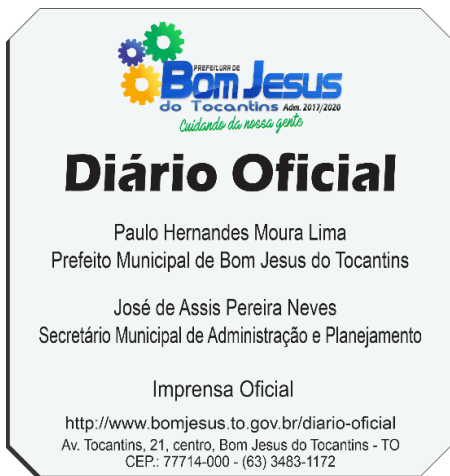 PREFEITURA DE
Bom Jesus
do Tocantins Adm. 2017/2020
Cuidando da nossa gente
Diário Oficial
Paulo Hernandes Moura Lima
Prefeito Municipal de Bom Jesus do Tocantins
José de Assis Pereira Neves
Secretário Municipal de Administração e Planejamento
Imprensa Oficial
http://www.bomjesus.to.gov.br/diario-oficial
Av. Tocantins, 21, centro, Bom Jesus do Tocantins - TO
CEP.: 77714-000 - (63) 3483-1172